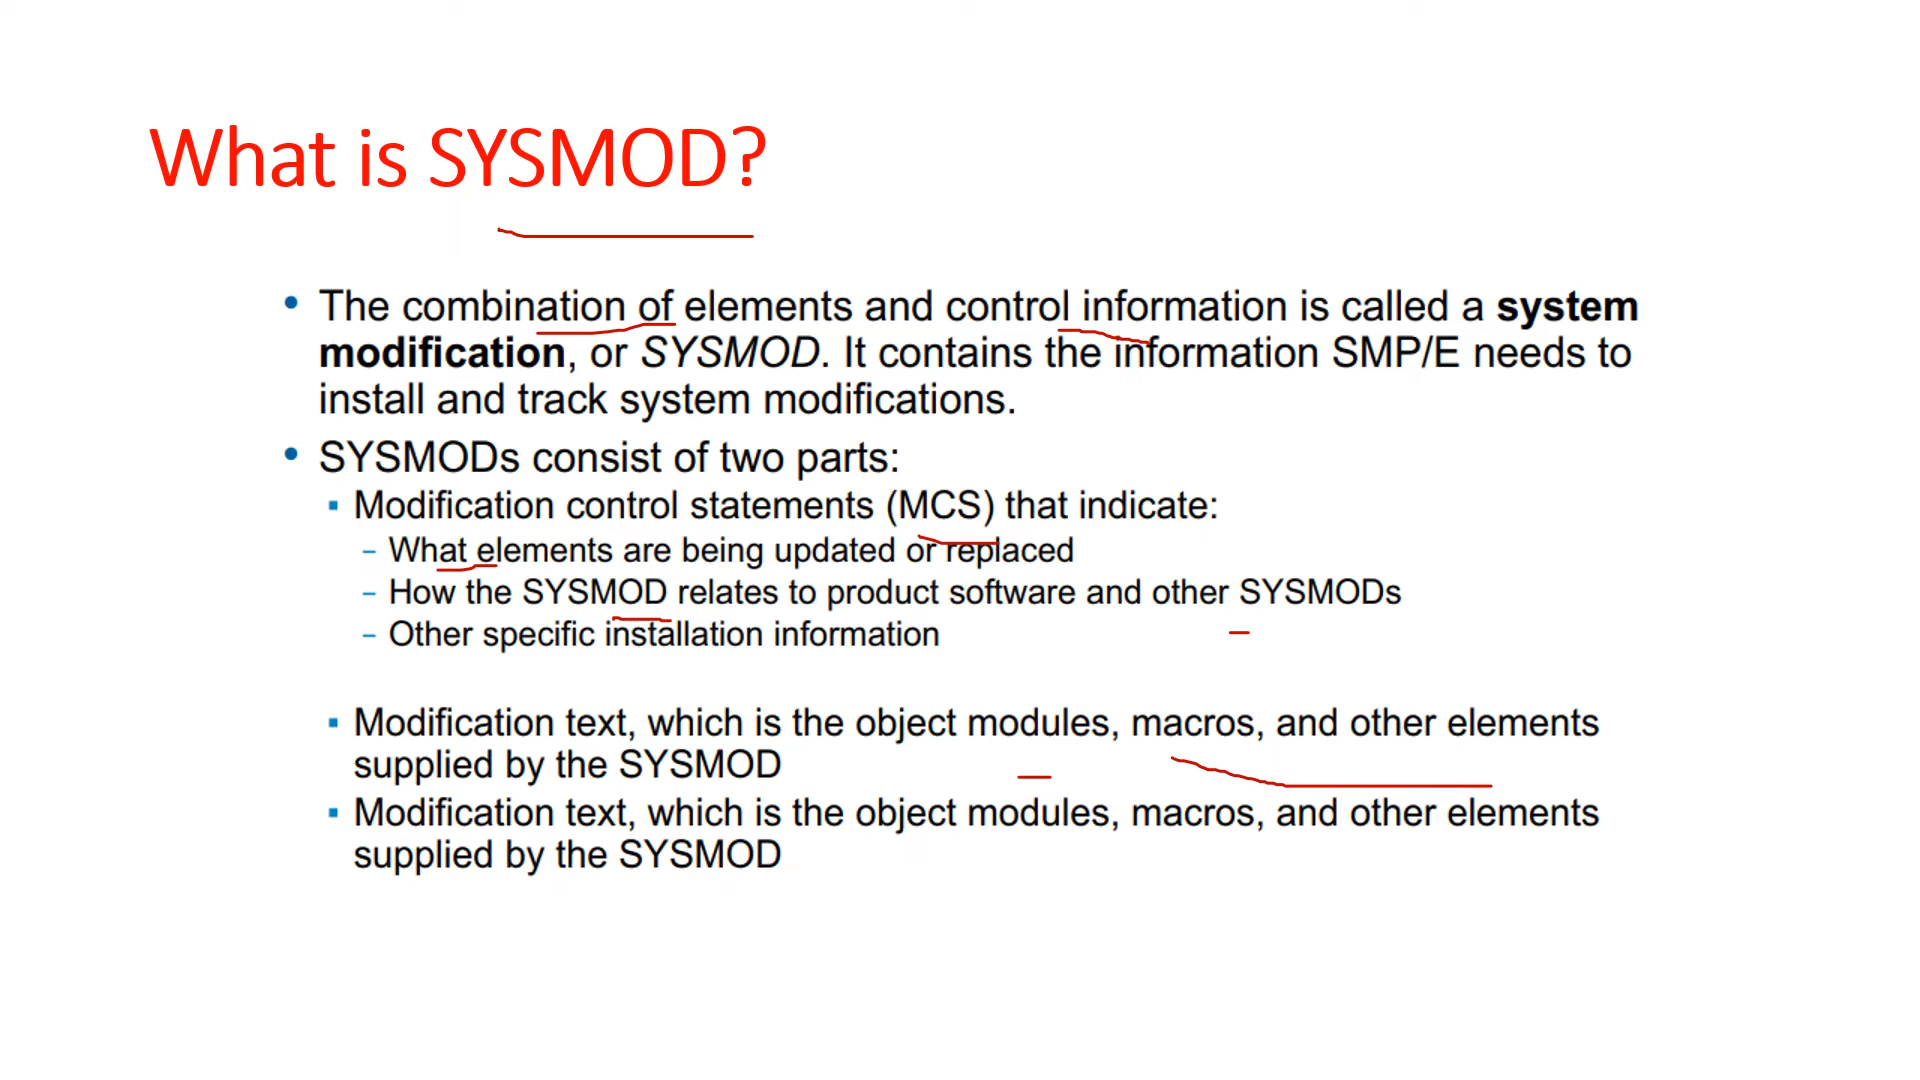 What is SYSMOD?
• The combination of elements and control information is called a system
modification, or SYSMOD. It contains the information SMP/E needs to
install and track system modifications.
• SYSMODs consist of two parts:
▪ Modification control statements (MCS) that indicate:
– What elements are being updated or replaced
– How the SYSMOD relates to product software and other SYSMODs
– Other specific installation information
▪ Modification text, which is the object modules, macros, and other elements
supplied by the SYSMOD
▪ Modification text, which is the object modules, macros, and other elements
supplied by the SYSMOD